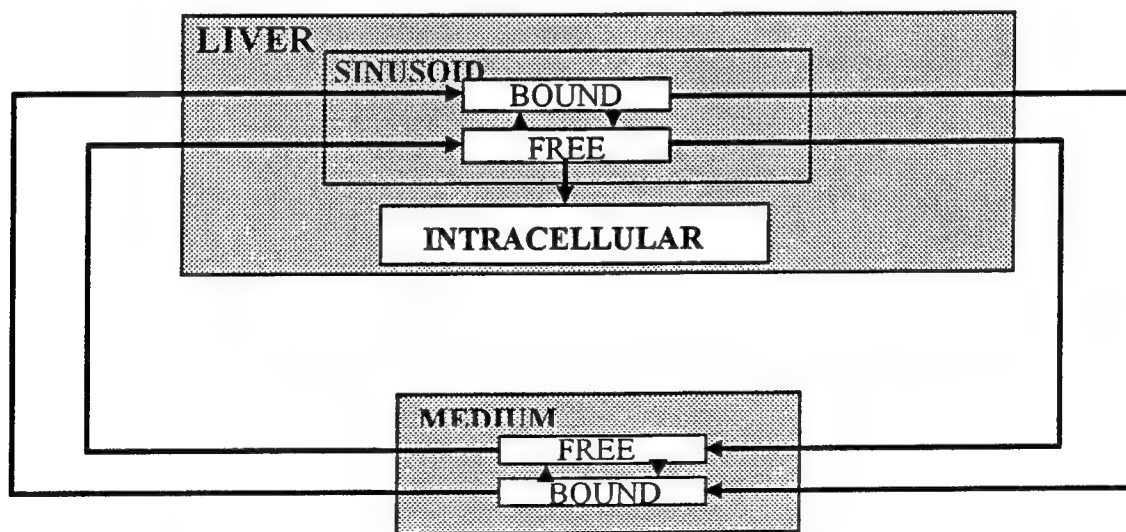 LIVER
SINUSOID
BOUND
FREE
INTRACELLULAR
MEDIUM
FREE
BOUND